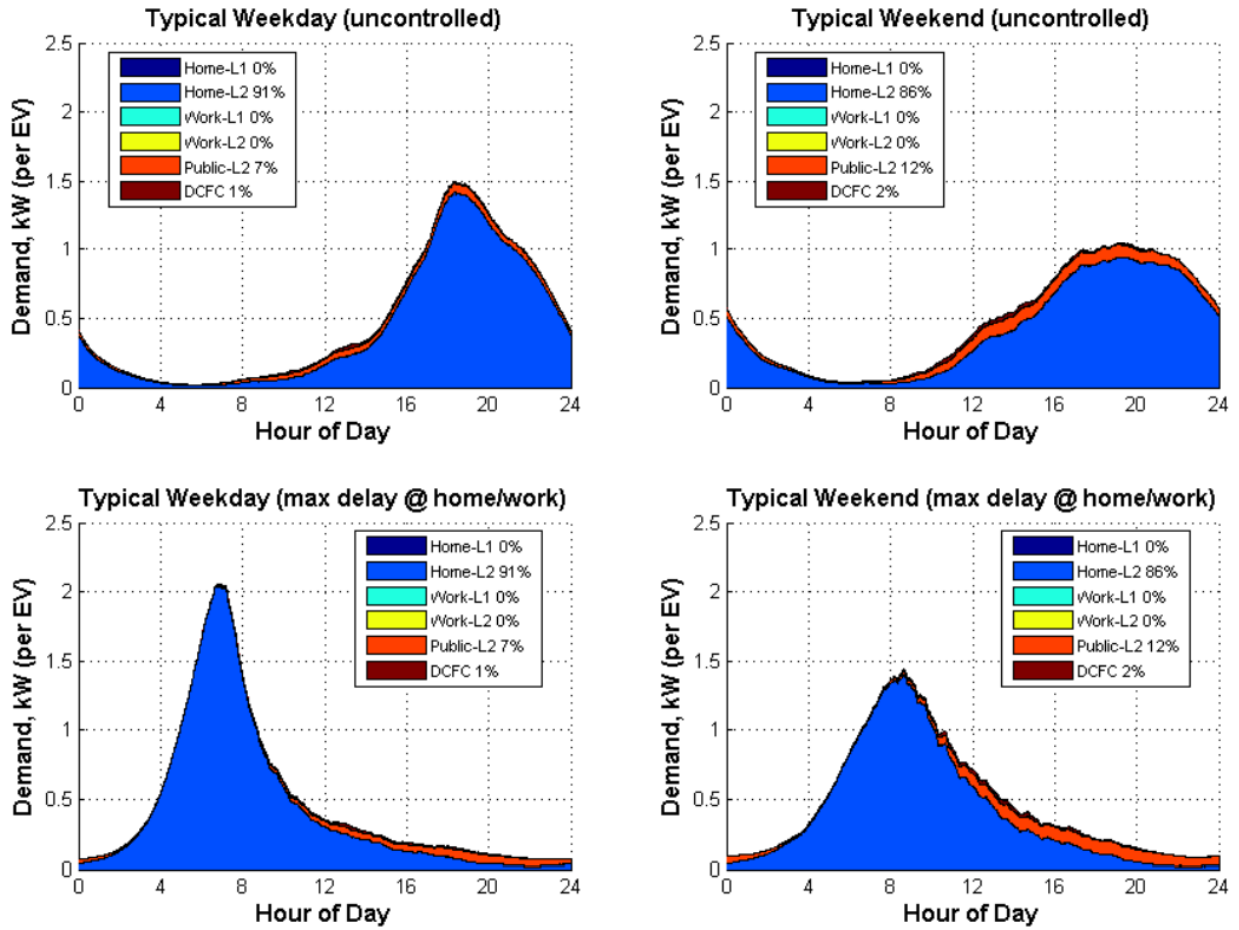 Typical Weekday (uncontrolled)
2.5
2
1.5
1
0.5
0
Demand, kW (per EV)
Home-L1 0%
Home-L2 91%
Work-L1 0%
Work-L2 0%
Public-L2 7%
DCFC 1%
0 4 8 12 16 20 24
Hour of Day
Typical Weekend (uncontrolled)
2.5
2
1.5
1
0.5
0
Demand, kW (per EV)
Home-L1 0%
Home-L2 86%
Work-L1 0%
Work-L2 0%
Public-L2 12%
DCFC 2%
0 4 8 12 16 20 24
Hour of Day
Typical Weekday (max delay @ home/work)
2.5
2
1.5
1
0.5
0
Demand, kW (per EV)
Home-L1 0%
Home-L2 91%
Work-L1 0%
Work-L2 0%
Public-L2 7%
DCFC 1%
0 4 8 12 16 20 24
Hour of Day
Typical Weekend (max delay @ home/work)
2.5
2
1.5
1
0.5
0
Demand, kW (per EV)
Home-L1 0%
Home-L2 86%
Work-L1 0%
Work-L2 0%
Public-L2 12%
DCFC 2%
0 4 8 12 16 20 24
Hour of Day